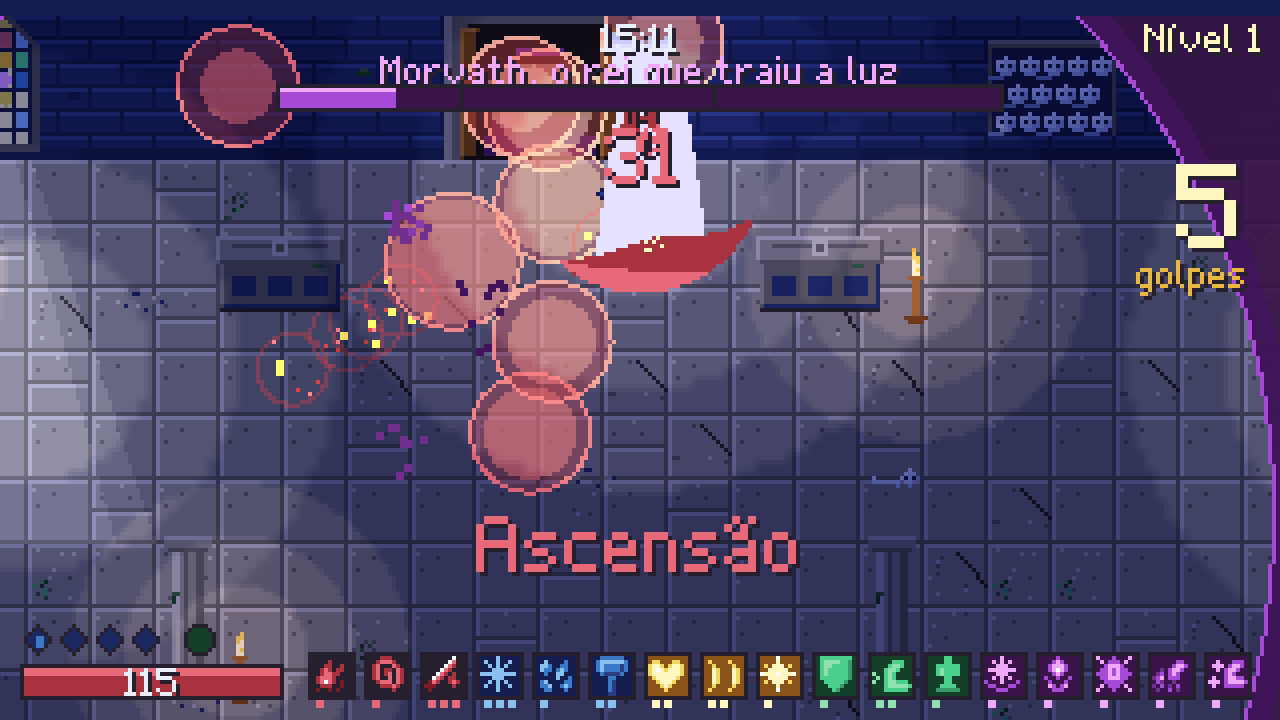 15:11
Nível 1
Morvath, o rei que traiu a luz
31
5
golpes
Ascensão
115